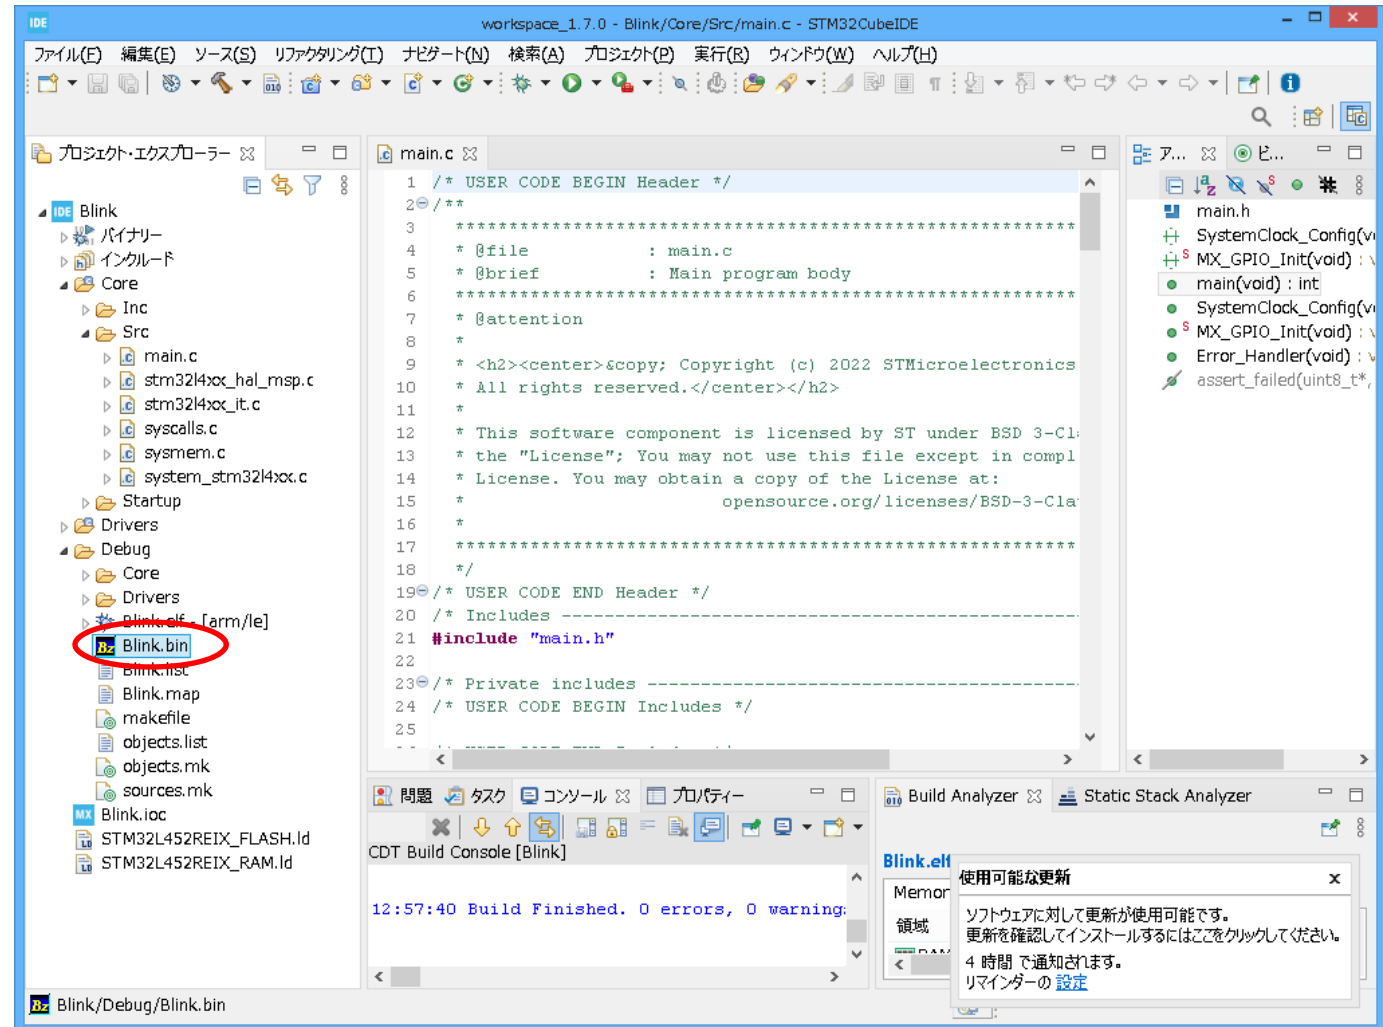 IDE
workspace_1.7.0 - Blink/Core/Src/main.c - STM32CubeIDE
ファイル(F) 編集(E) ソース(S) リファクタリング(T) ナビゲート(N) 検索(A) プロジェクト(P) 実行(R) ウィンドウ(W) ヘルプ(H)
プロジェクト・エクスプローラー
IDE Blink
バイナリー
インクルード
Core
Inc
Src
main.c
stm32l4xx_hal_msp.c
stm32l4xx_it.c
syscalls.c
sysmem.c
system_stm32l4xx.c
Startup
Drivers
Debug
Core
Drivers
Blink.elf - [arm/le]
Bz Blink.bin
Blink.list
Blink.map
makefile
objects.list
objects.mk
sources.mk
MX Blink.ioc
STM32L452REIX_FLASH.ld
STM32L452REIX_RAM.ld
main.c
1 /* USER CODE BEGIN Header */
2 /**
3 **********************************************************
4 * @file : main.c
5 * @brief : Main program body
6 **********************************************************
7 * @attention
8 *
9 * <h2><center>&copy; Copyright (c) 2022 STMicroelectronics
10 * All rights reserved.</center></h2>
11 *
12 * This software component is licensed by ST under BSD 3-Cla
13 * the "License"; You may not use this file except in compl
14 * License. You may obtain a copy of the License at:
15 * opensource.org/licenses/BSD-3-Cla
16 *
17 **********************************************************
18 */
19 /* USER CODE END Header */
20 /* Includes ------------------------------------------------
21 #include "main.h"
22
23 /* Private includes ----------------------------------------
24 /* USER CODE BEGIN Includes */
25
ア... ビ...
main.h
SystemClock_Config(v
MX_GPIO_Init(void) : v
main(void) : int
SystemClock_Config(v
MX_GPIO_Init(void) : v
Error_Handler(void) : v
assert_failed(uint8_t*,
問題 タスク コンソール プロパティー
CDT Build Console [Blink]
12:57:40 Build Finished. 0 errors, 0 warning
Build Analyzer Static Stack Analyzer
Blink.elf
Memor
領域
使用可能な更新 x
ソフトウェアに対して更新が使用可能です。
更新を確認してインストールするにはここをクリックしてください。
4 時間 で通知されます。
リマインダーの 設定
Bz Blink/Debug/Blink.bin